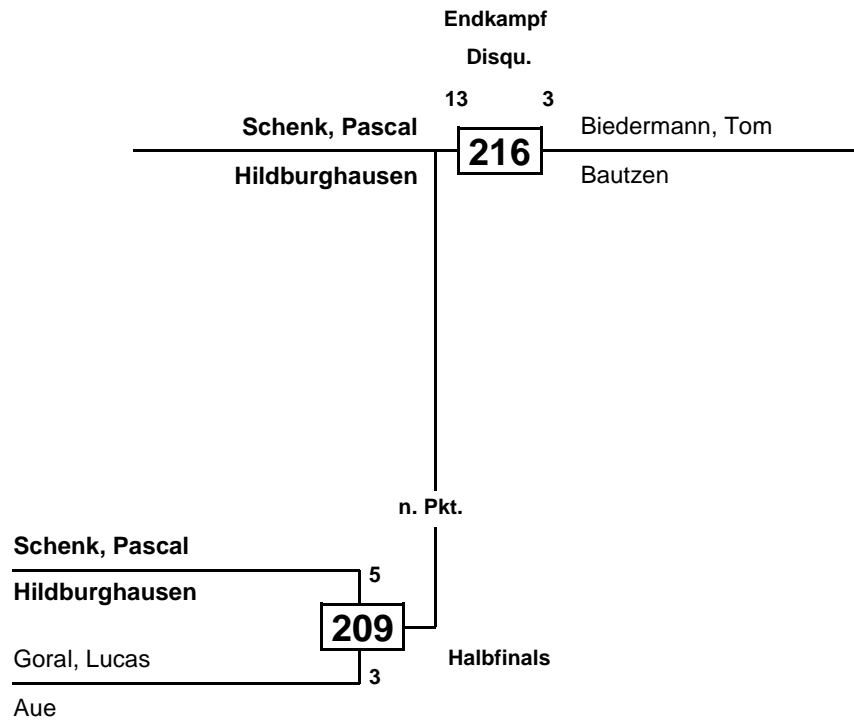 Endkampf
Disqu.
13 3
Schenk, Pascal 216 Biedermann, Tom
Hildburghausen Bautzen
n. Pkt.
Schenk, Pascal
5
Hildburghausen
209
Goral, Lucas Halbfinals
3
Aue